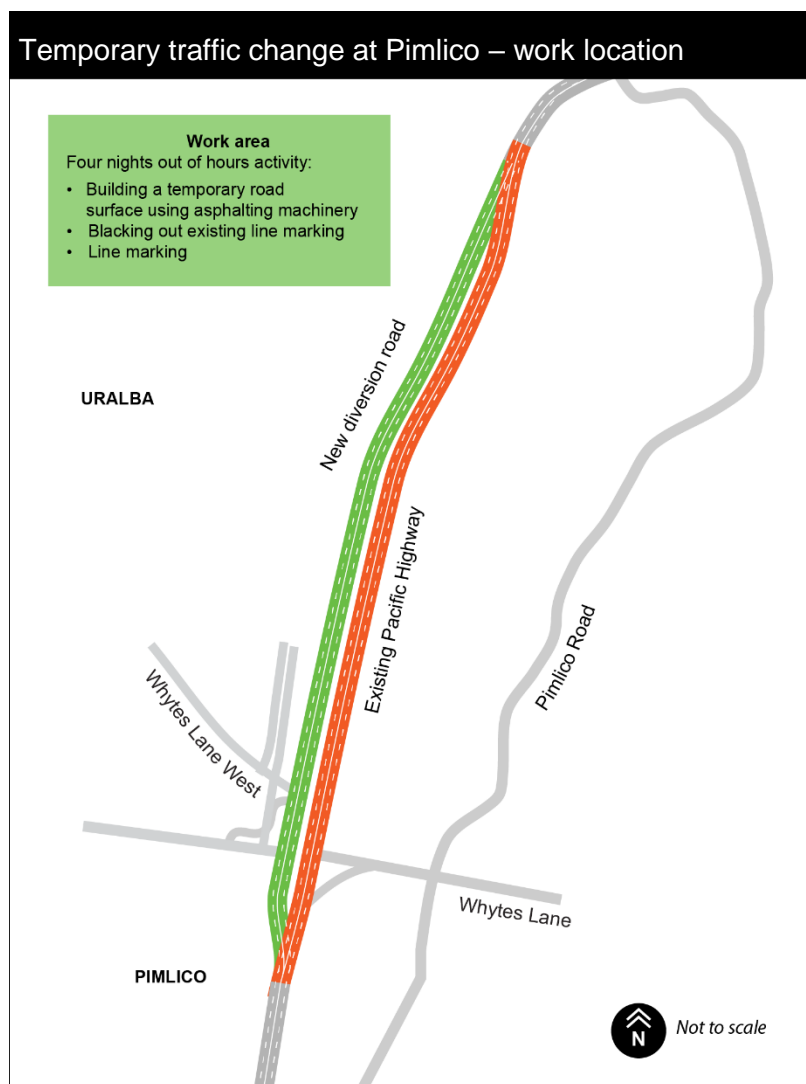 Temporary traffic change at Pimlico – work location
Work area
Four nights out of hours activity:
• Building a temporary road
surface using asphalting machinery
• Blacking out existing line marking
• Line marking
URALBA
New diversion road
Existing Pacific Highway
Pimlico Road
Whytes Lane West
Whytes Lane
PIMLICO
N
Not to scale